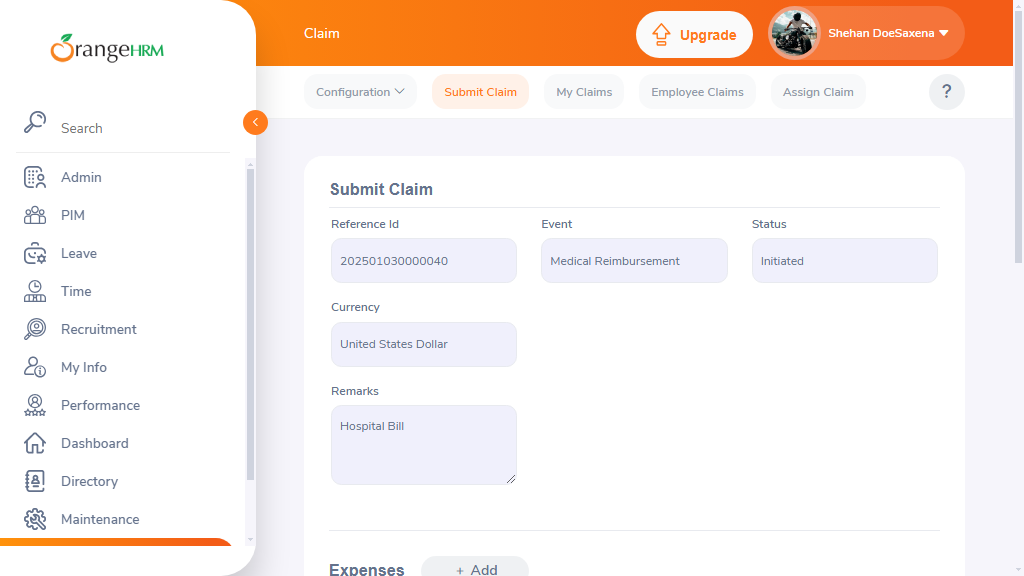 OrangeHRM
Claim
Upgrade
Shehan DoeSaxena
Configuration
Submit Claim
My Claims
Employee Claims
Assign Claim
?
Search
Admin
PIM
Leave
Time
Recruitment
My Info
Performance
Dashboard
Directory
Maintenance
Submit Claim
Reference Id
Event
Status
202501030000040
Medical Reimbursement
Initiated
Currency
United States Dollar
Remarks
Hospital Bill
Expenses
+ Add